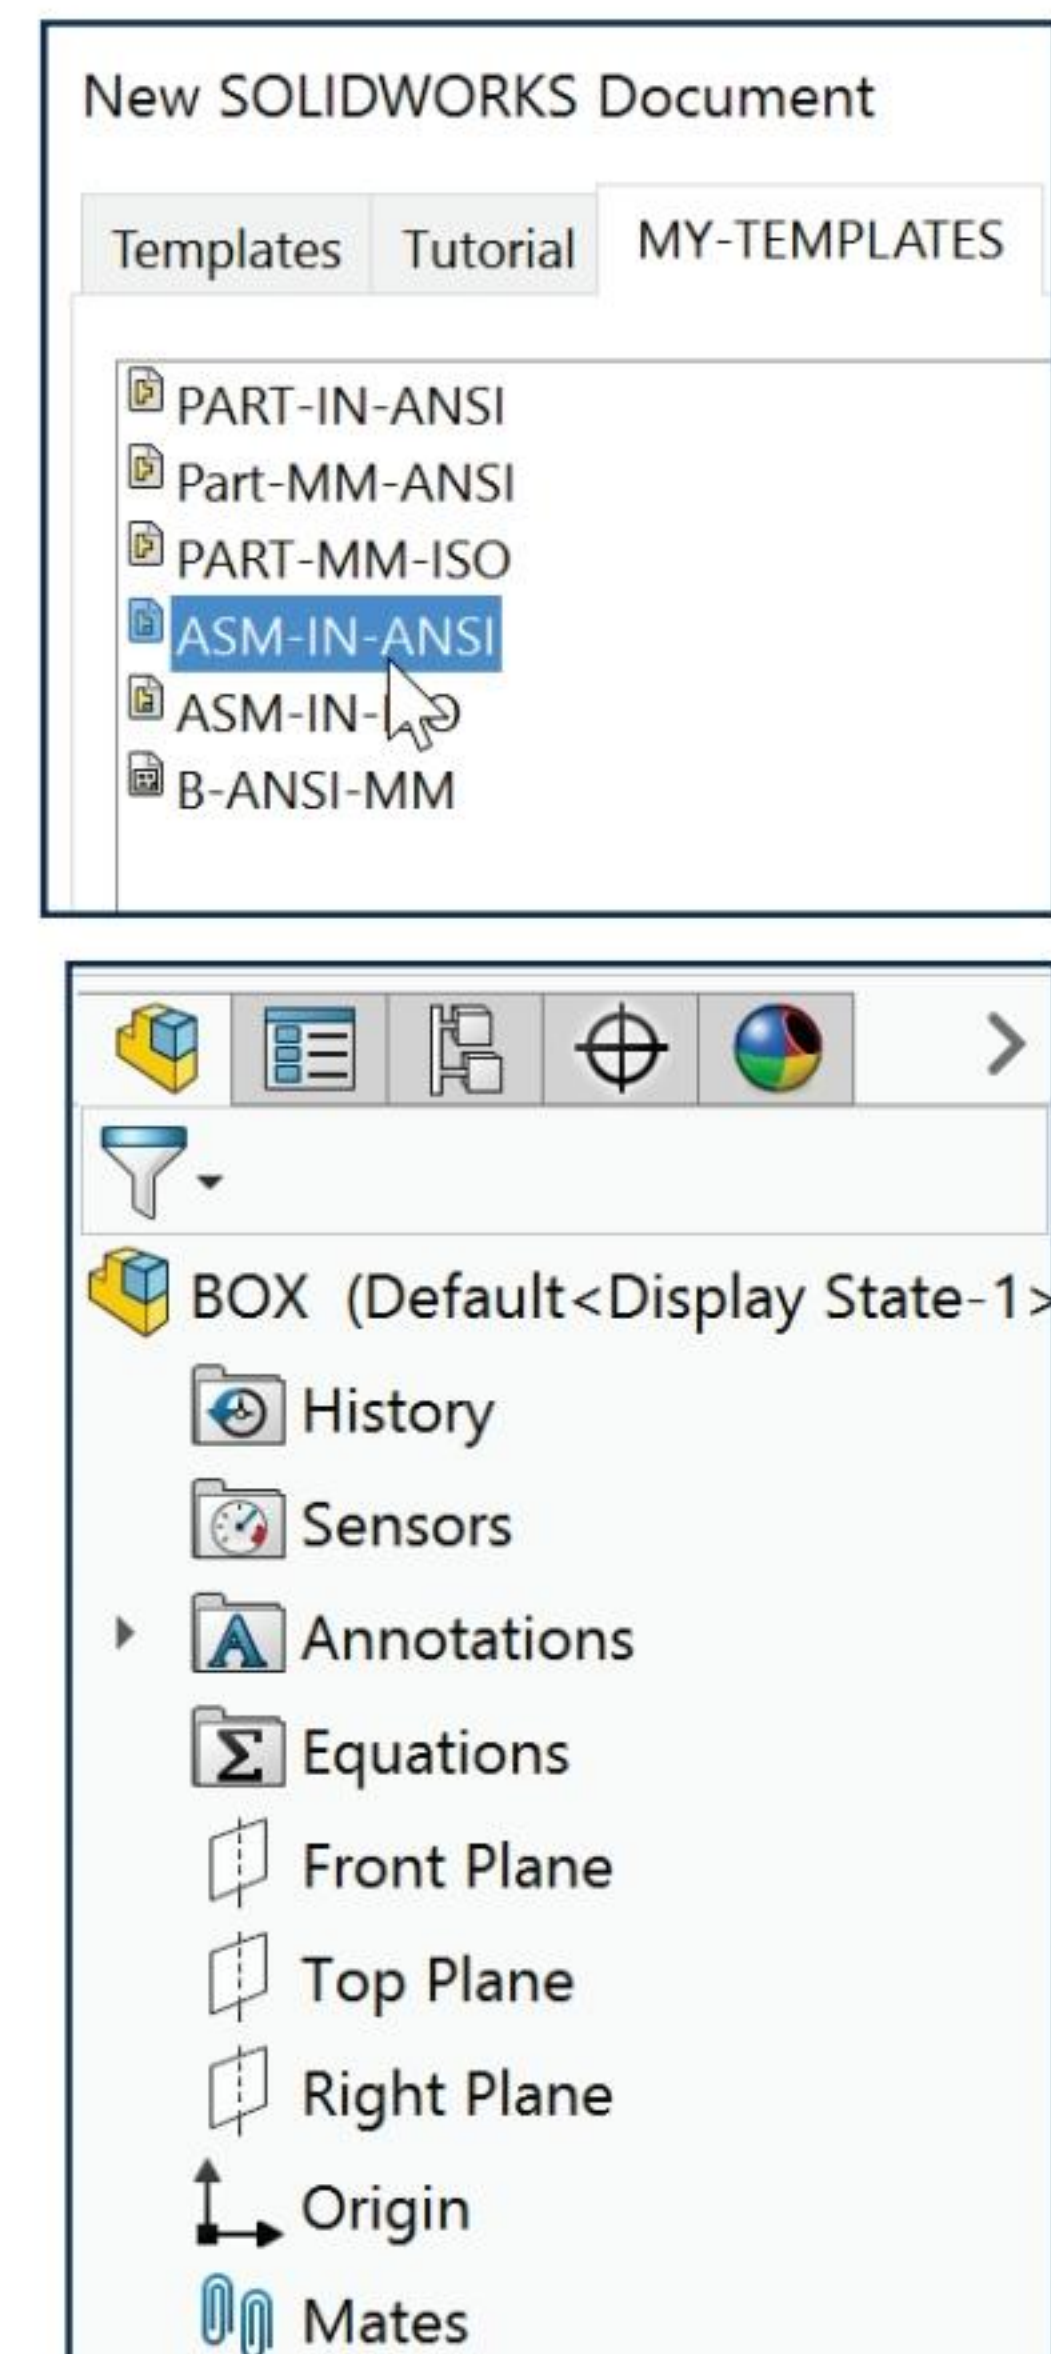 New SOLIDWORKS Document
Templates Tutorial MY-TEMPLATES
PART-IN-ANSI
Part-MM-ANSI
PART-MM-ISO
ASM-IN-ANSI
ASM-IN-
B-ANSI-MM
BOX (Default<Display State-1>
History
Sensors
Annotations
Equations
Front Plane
Top Plane
Right Plane
Origin
Mates